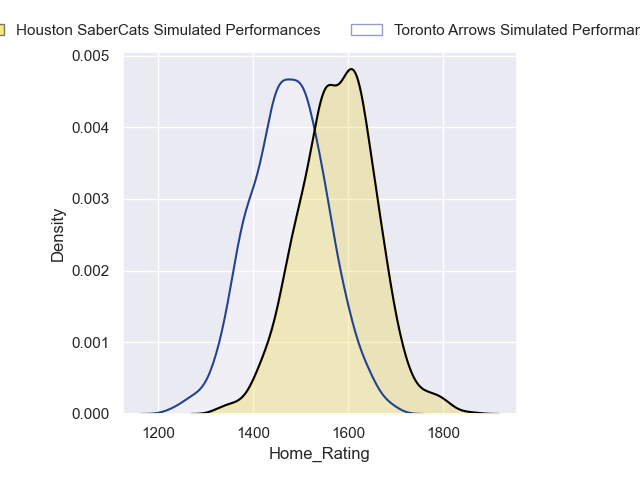 Houston SaberCats Simulated Performances
Toronto Arrows Simulated
0.005
0.004
0.003
0.002
0.001
0.000
Density
1200
1400
1600
1800
Home_Rating